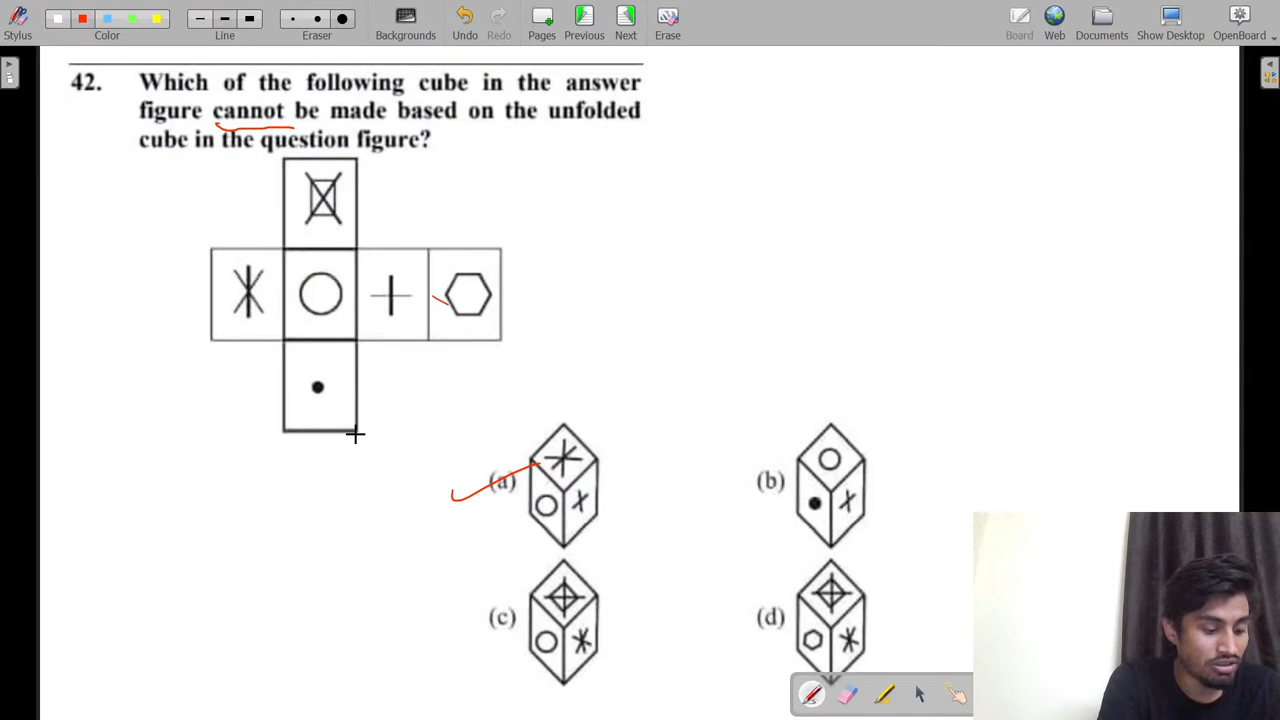 Stylus
Color
Line
Eraser
Backgrounds
Undo
Redo
Pages
Previous
Next
Erase
Board
Web
Documents
Show Desktop
OpenBoard
42. Which of the following cube in the answer
figure cannot be made based on the unfolded
cube in the question figure?
(a)
(b)
(c)
(d)